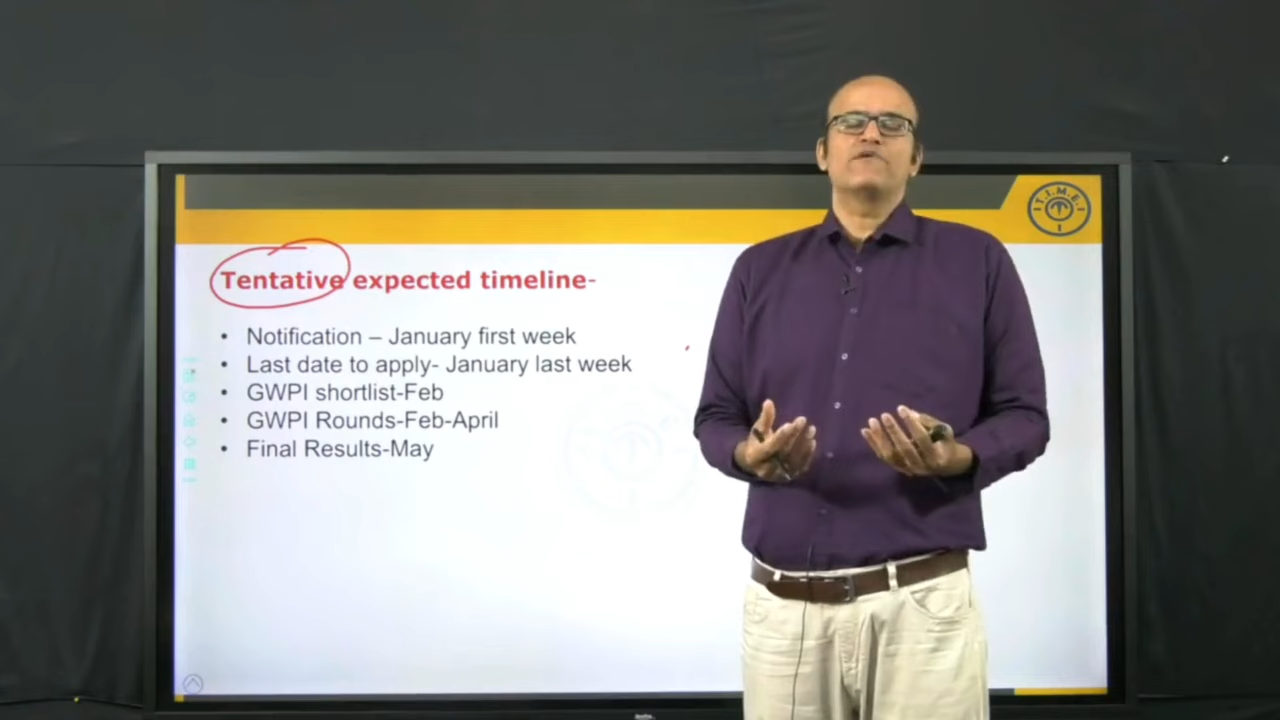 T.I.M.E.
Tentative expected timeline-
• Notification – January first week
• Last date to apply- January last week
• GWPI shortlist-Feb
• GWPI Rounds-Feb-April
• Final Results-May